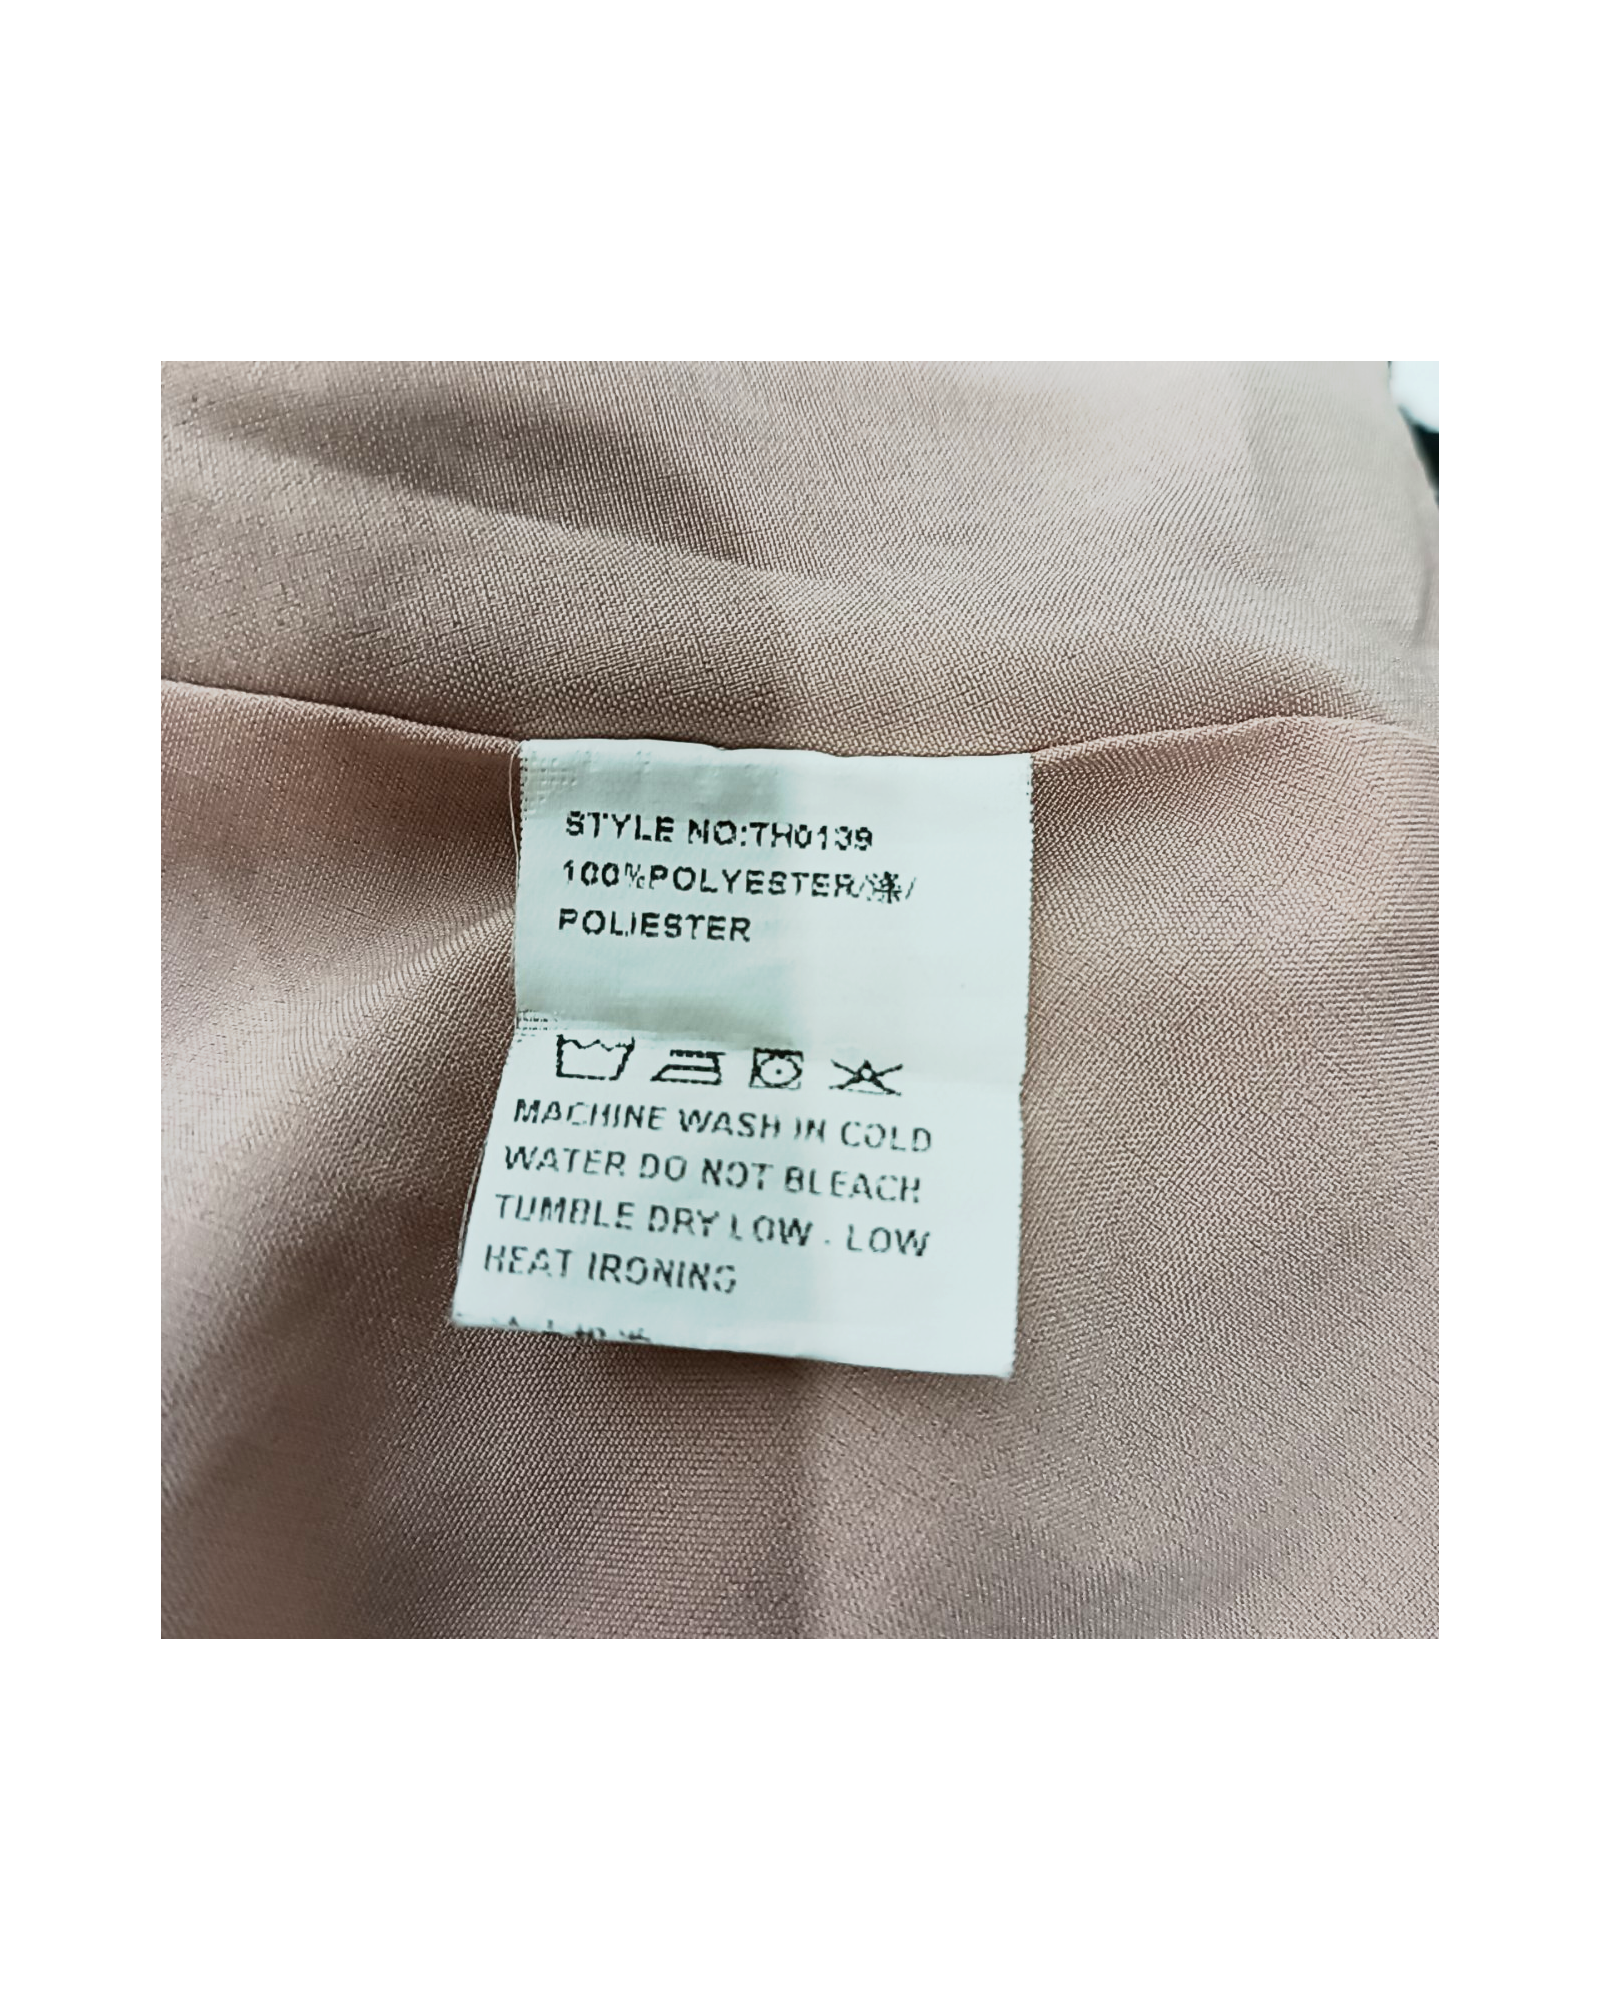 STYLE NO:TH0139
100%POLYESTER/涤/
POLIESTER
MACHINE WASH IN COLD
WATER DO NOT BLEACH
TUMBLE DRY LOW . LOW
HEAT IRONING